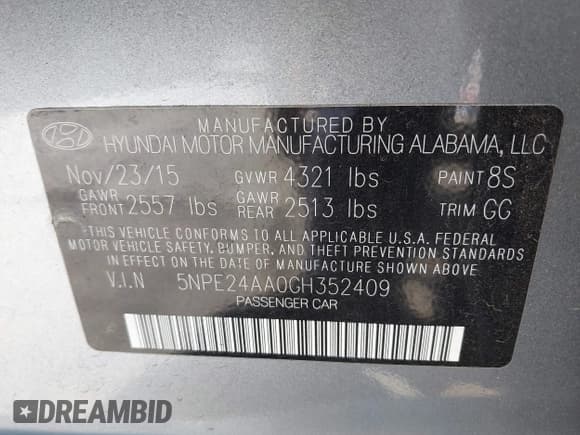 MANUFACTURED BY
HYUNDAI MOTOR MANUFACTURING ALABAMA, LLC
Nov/23/15 GVWR 4321 lbs PAINT 8S
GAWR FRONT 2557 lbs GAWR REAR 2513 lbs TRIM GG
THIS VEHICLE CONFORMS TO ALL APPLICABLE U.S.A. FEDERAL
MOTOR VEHICLE SAFETY, BUMPER, AND THEFT PREVENTION STANDARDS
IN EFFECT ON THE DATE OF MANUFACTURE SHOWN ABOVE.
V.I.N 5NPE24AA0GH352409
PASSENGER CAR
DREAMBID